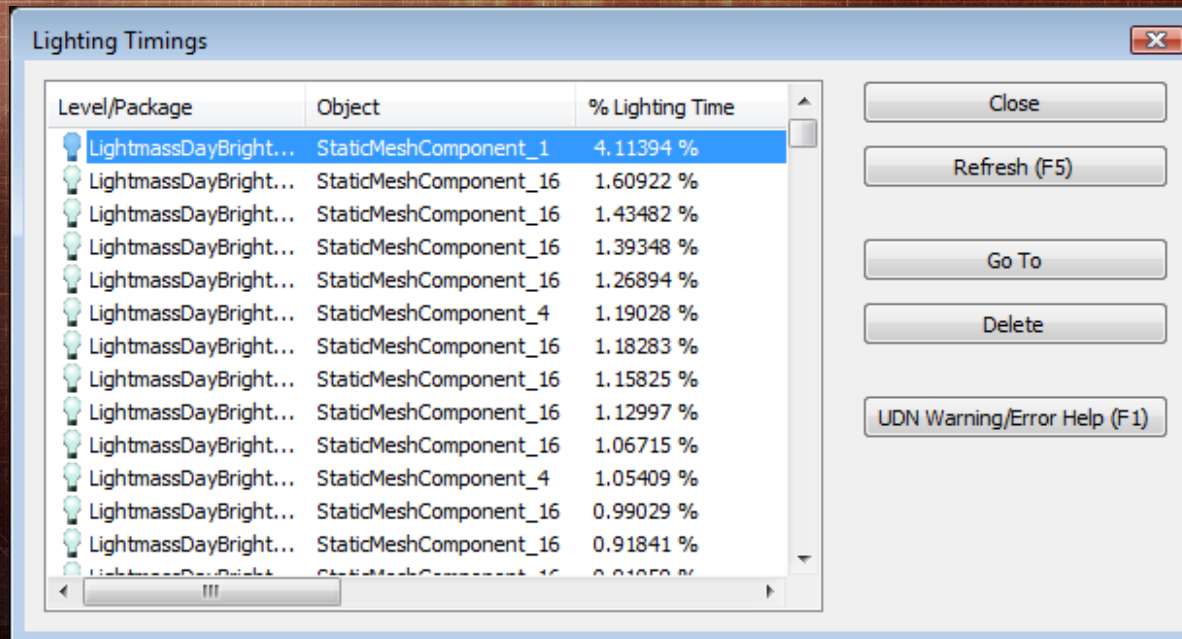 Lighting Timings
Level/Package Object % Lighting Time
LightmassDayBright... StaticMeshComponent_1 4.11394 %
LightmassDayBright... StaticMeshComponent_16 1.60922 %
LightmassDayBright... StaticMeshComponent_16 1.43482 %
LightmassDayBright... StaticMeshComponent_16 1.39348 %
LightmassDayBright... StaticMeshComponent_16 1.26894 %
LightmassDayBright... StaticMeshComponent_4 1.19028 %
LightmassDayBright... StaticMeshComponent_16 1.18283 %
LightmassDayBright... StaticMeshComponent_16 1.15825 %
LightmassDayBright... StaticMeshComponent_16 1.12997 %
LightmassDayBright... StaticMeshComponent_16 1.06715 %
LightmassDayBright... StaticMeshComponent_4 1.05409 %
LightmassDayBright... StaticMeshComponent_16 0.99029 %
LightmassDayBright... StaticMeshComponent_16 0.91841 %
Close
Refresh (F5)
Go To
Delete
UDN Warning/Error Help (F1)